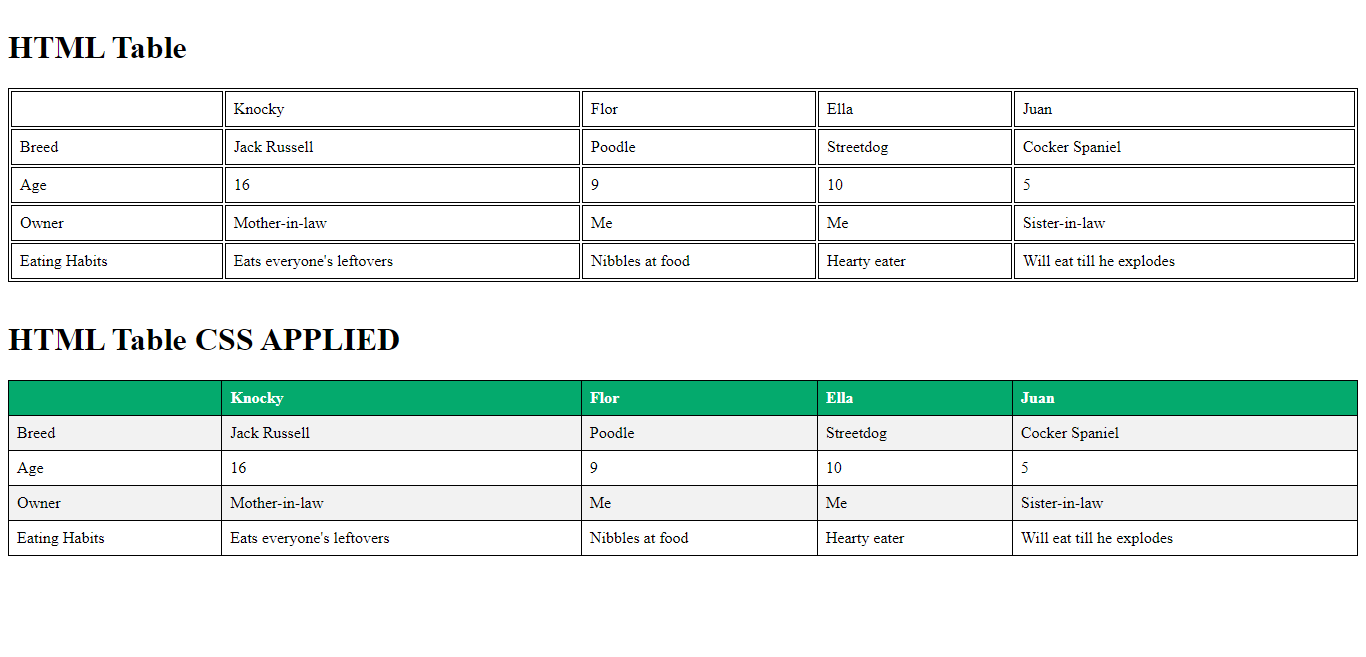 HTML Table
Knocky Flor Ella Juan
Breed Jack Russell Poodle Streetdog Cocker Spaniel
Age 16 9 10 5
Owner Mother-in-law Me Me Sister-in-law
Eating Habits Eats everyone's leftovers Nibbles at food Hearty eater Will eat till he explodes
HTML Table CSS APPLIED
Knocky Flor Ella Juan
Breed Jack Russell Poodle Streetdog Cocker Spaniel
Age 16 9 10 5
Owner Mother-in-law Me Me Sister-in-law
Eating Habits Eats everyone's leftovers Nibbles at food Hearty eater Will eat till he explodes